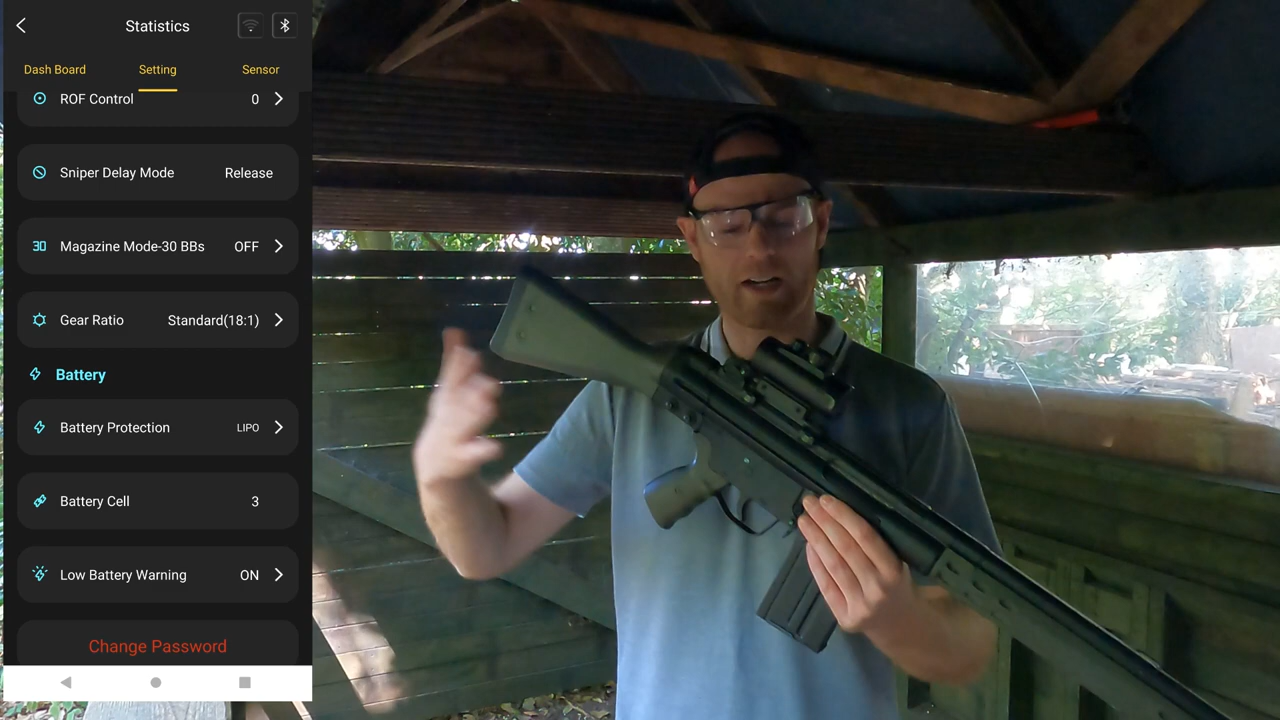 Statistics
Dash Board
Setting
Sensor
ROF Control
0
Sniper Delay Mode
Release
30
Magazine Mode-30 BBs
OFF
Gear Ratio
Standard(18:1)
Battery
Battery Protection
LIPO
Battery Cell
3
Low Battery Warning
ON
Change Password